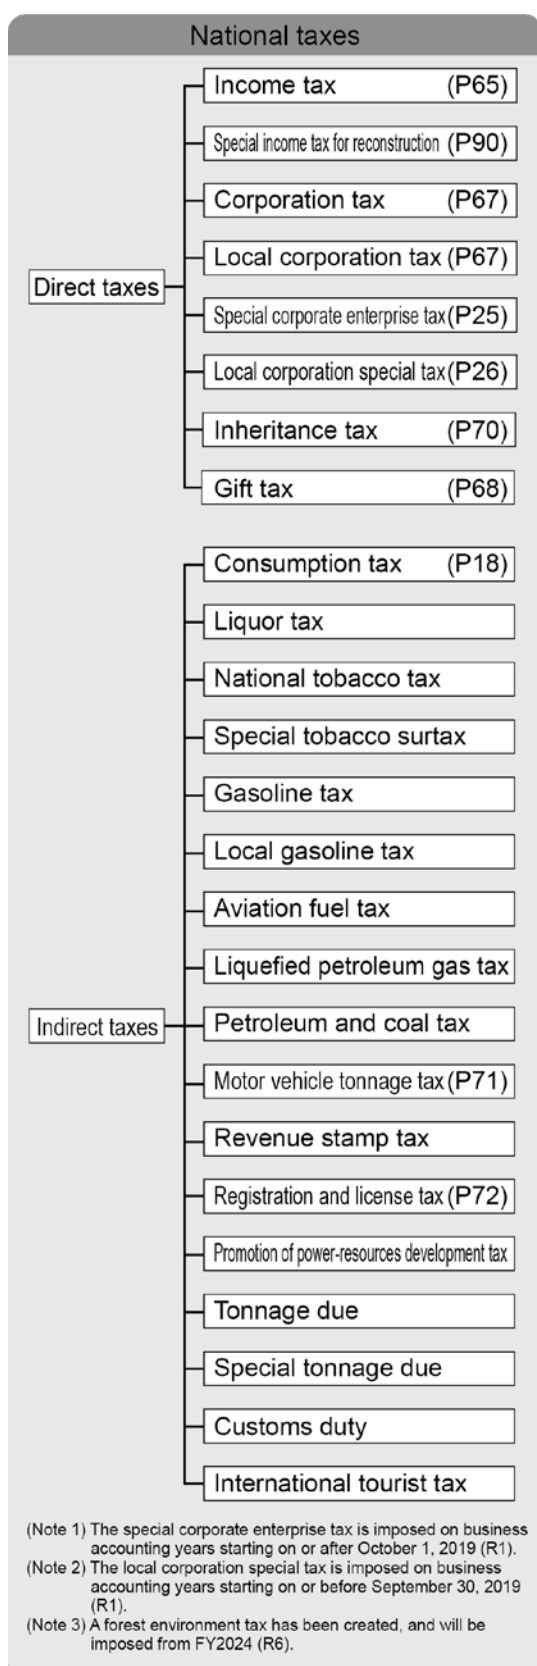 National taxes
Income tax (P65)
Special income tax for reconstruction (P90)
Corporation tax (P67)
Local corporation tax (P67)
Direct taxes
Special corporate enterprise tax (P25)
Local corporation special tax (P26)
Inheritance tax (P70)
Gift tax (P68)
Consumption tax (P18)
Liquor tax
National tobacco tax
Special tobacco surtax
Gasoline tax
Local gasoline tax
Aviation fuel tax
Liquefied petroleum gas tax
Indirect taxes
Petroleum and coal tax
Motor vehicle tonnage tax (P71)
Revenue stamp tax
Registration and license tax (P72)
Promotion of power-resources development tax
Tonnage due
Special tonnage due
Customs duty
International tourist tax
(Note 1) The special corporate enterprise tax is imposed on business
accounting years starting on or after October 1, 2019 (R1).
(Note 2) The local corporation special tax is imposed on business
accounting years starting on or before September 30, 2019
(R1).
(Note 3) A forest environment tax has been created, and will be
imposed from FY2024 (R6).